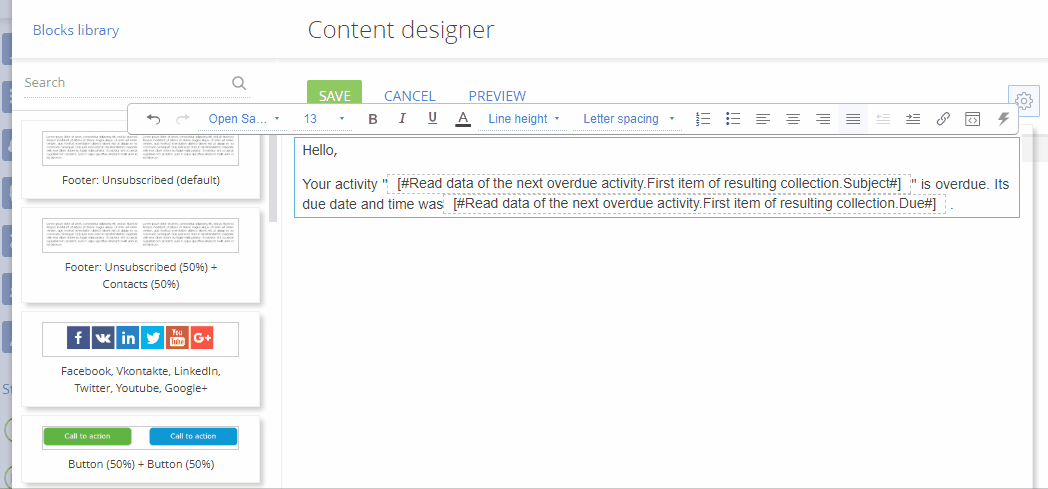 Blocks library
Content designer
Search
SAVE
CANCEL
PREVIEW
Open Sa...
13
B
I
U
A
Line height
Letter spacing
Footer: Unsubscribed (default)
Footer: Unsubscribed (50%) +
Contacts (50%)
f
in
You
Tube
G+
Facebook, Vkontakte, LinkedIn,
Twitter, Youtube, Google+
Call to action
Call to action
Button (50%) + Button (50%)
Hello,
Your activity " [#Read data of the next overdue activity.First item of resulting collection.Subject#] " is overdue. Its
due date and time was [#Read data of the next overdue activity.First item of resulting collection.Due#] .